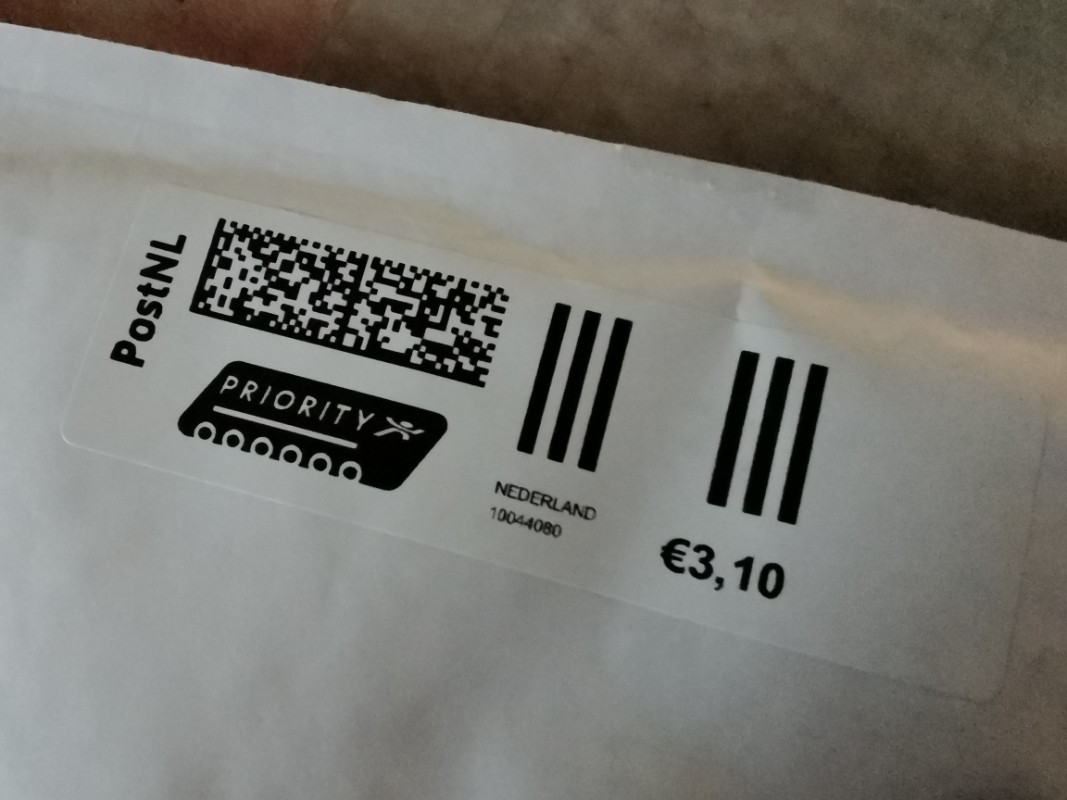 PostNL
PRIORITY
NEDERLAND
10044080
€3,10